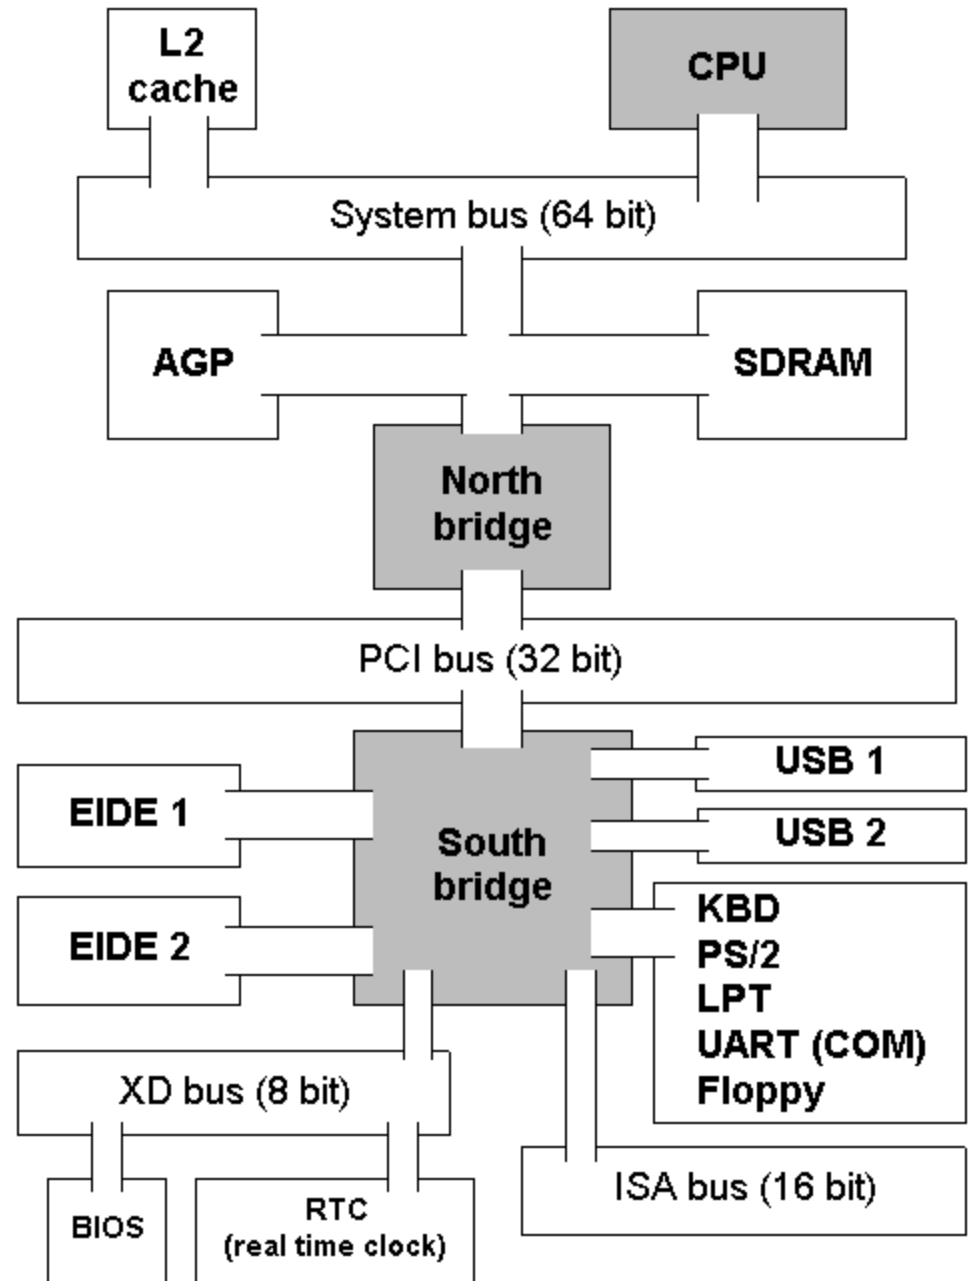 L2
cache
CPU
System bus (64 bit)
AGP
SDRAM
North
bridge
PCI bus (32 bit)
USB 1
EIDE 1
USB 2
South
bridge
EIDE 2
KBD
PS/2
LPT
UART (COM)
Floppy
XD bus (8 bit)
ISA bus (16 bit)
BIOS
RTC
(real time clock)